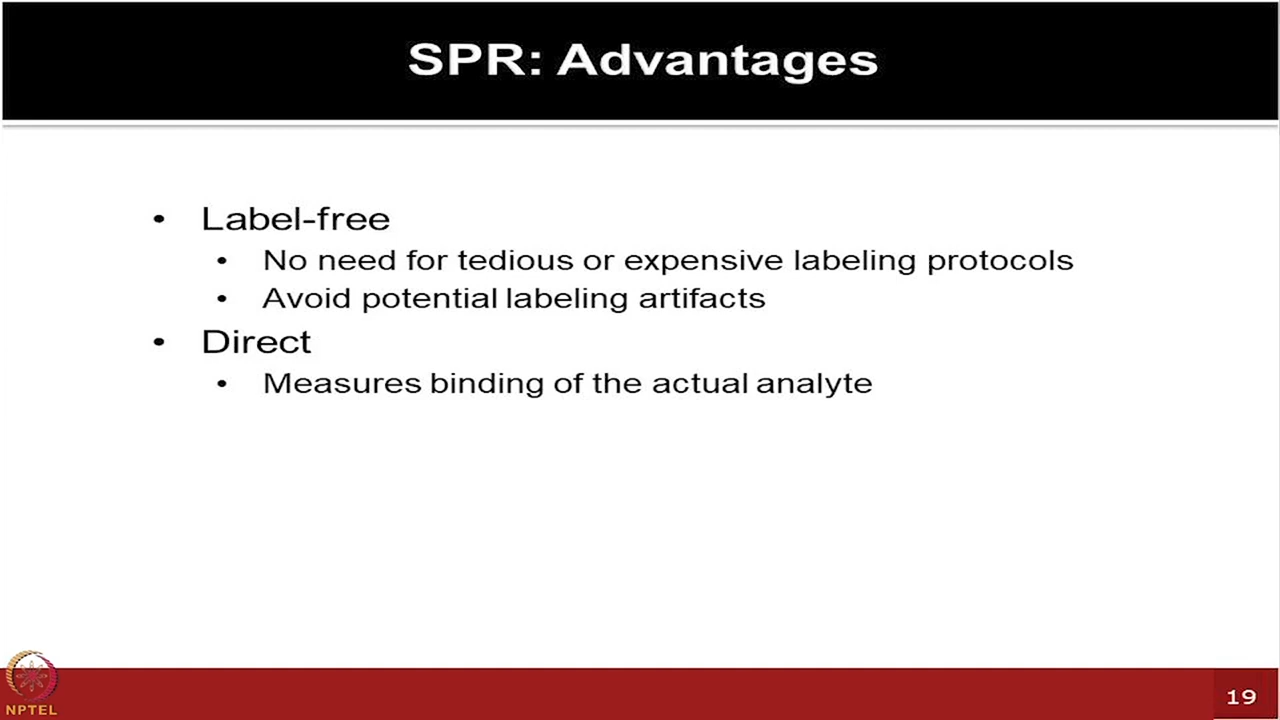 SPR: Advantages
• Label-free
• No need for tedious or expensive labeling protocols
• Avoid potential labeling artifacts
• Direct
• Measures binding of the actual analyte
NPTEL
19